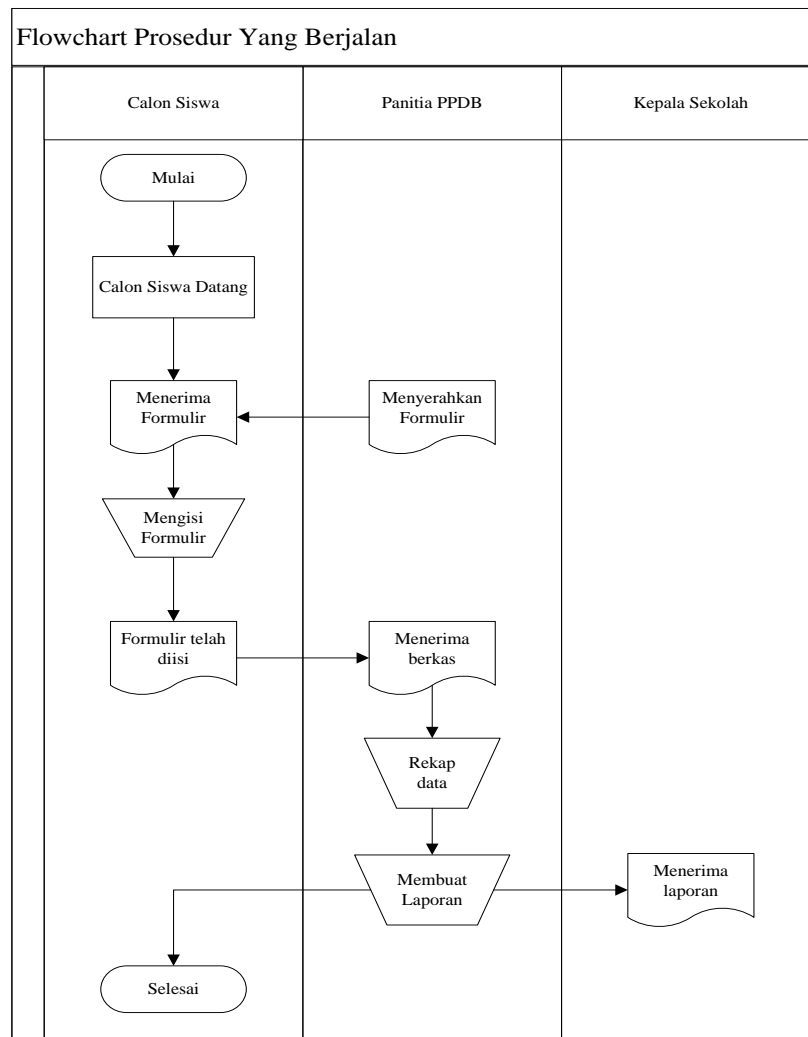 Flowchart Prosedur Yang Berjalan
Calon Siswa
Panitia PPDB
Kepala Sekolah
Mulai
Calon Siswa Datang
Menerima
Formulir
Menyerahkan
Formulir
Mengisi
Formulir
Formulir telah
diisi
Menerima
berkas
Rekap
data
Membuat
Laporan
Menerima
laporan
Selesai